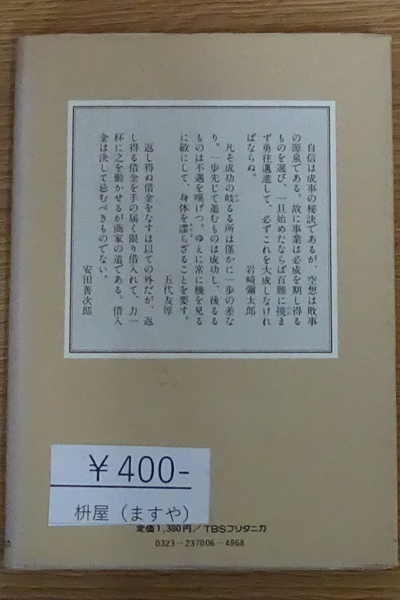 自信は成事の秘訣であるが、空想は敗事
の源泉である。故に事業は必成を期し得る
ものを選び、一旦始めたならば百難に撓ま
ず勇往邁進して、必ずこれを大成しなけれ
ばならぬ。
岩崎彌太郎
凡そ成功の岐るる所は僅かに一歩の差な
り。一歩先じて進むものは成功し、後るる
ものは不遇を嘆げつ。ゆえに常に機を見る
に敏にして、身体を謬らざることを要す。
五代友厚
返し得ぬ借金をなすは以ての外だが、返
し得る借金を手の届く限り借入れて、力一
杯に之を働かせるが商家の道である。借入
金は決して忌むべきものでない。
安田善次郎
￥400-
枡屋（ますや）
定価1,300円／TBSブリタニカ
0323-237006-4968